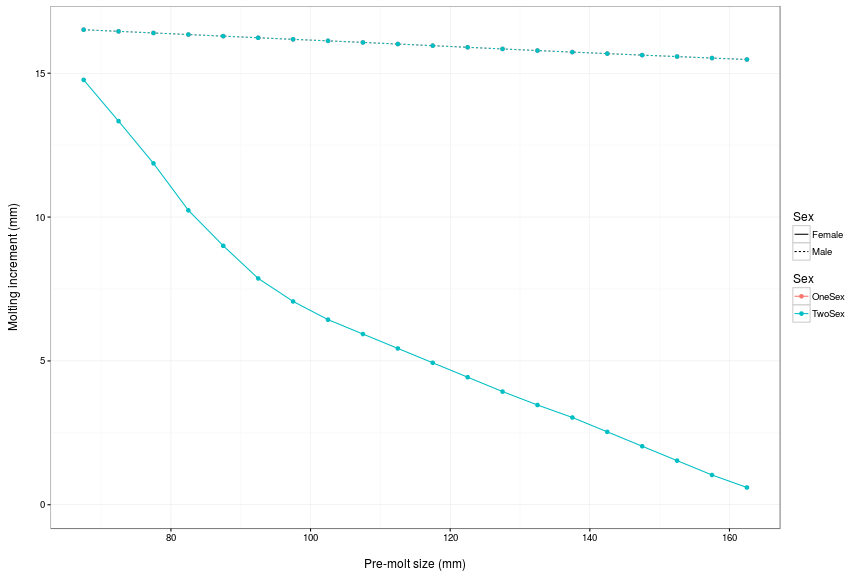 Molting increment (mm)
15
10
5
0
80
100
120
140
160
Pre-molt size (mm)
Sex
Female
Male
Sex
OneSex
TwoSex